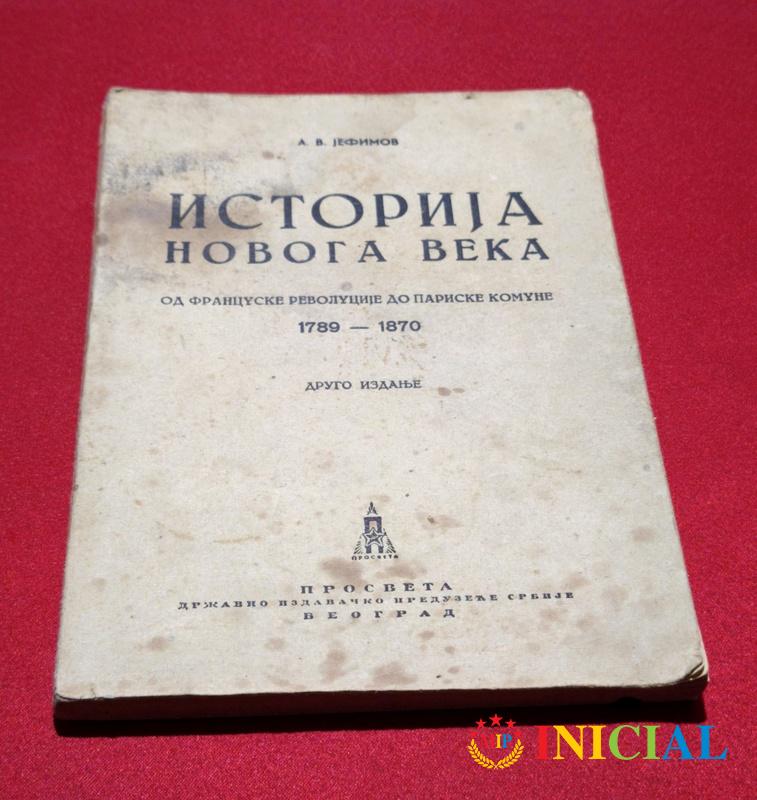 А. В. ЈЕФИМОВ
ИСТОРИЈА
НОВОГА ВЕКА
ОД ФРАНЦУСКЕ РЕВОЛУЦИЈЕ ДО ПАРИСКЕ КОМУНЕ
1789 — 1870
ДРУГО ИЗДАЊЕ
ПРОСВЕТА
ПРОСВЕТА
ДРЖАВНО ИЗДАВАЧКО ПРЕДУЗЕЋЕ СРБИЈЕ
БЕОГРАД
VIP INICIAL